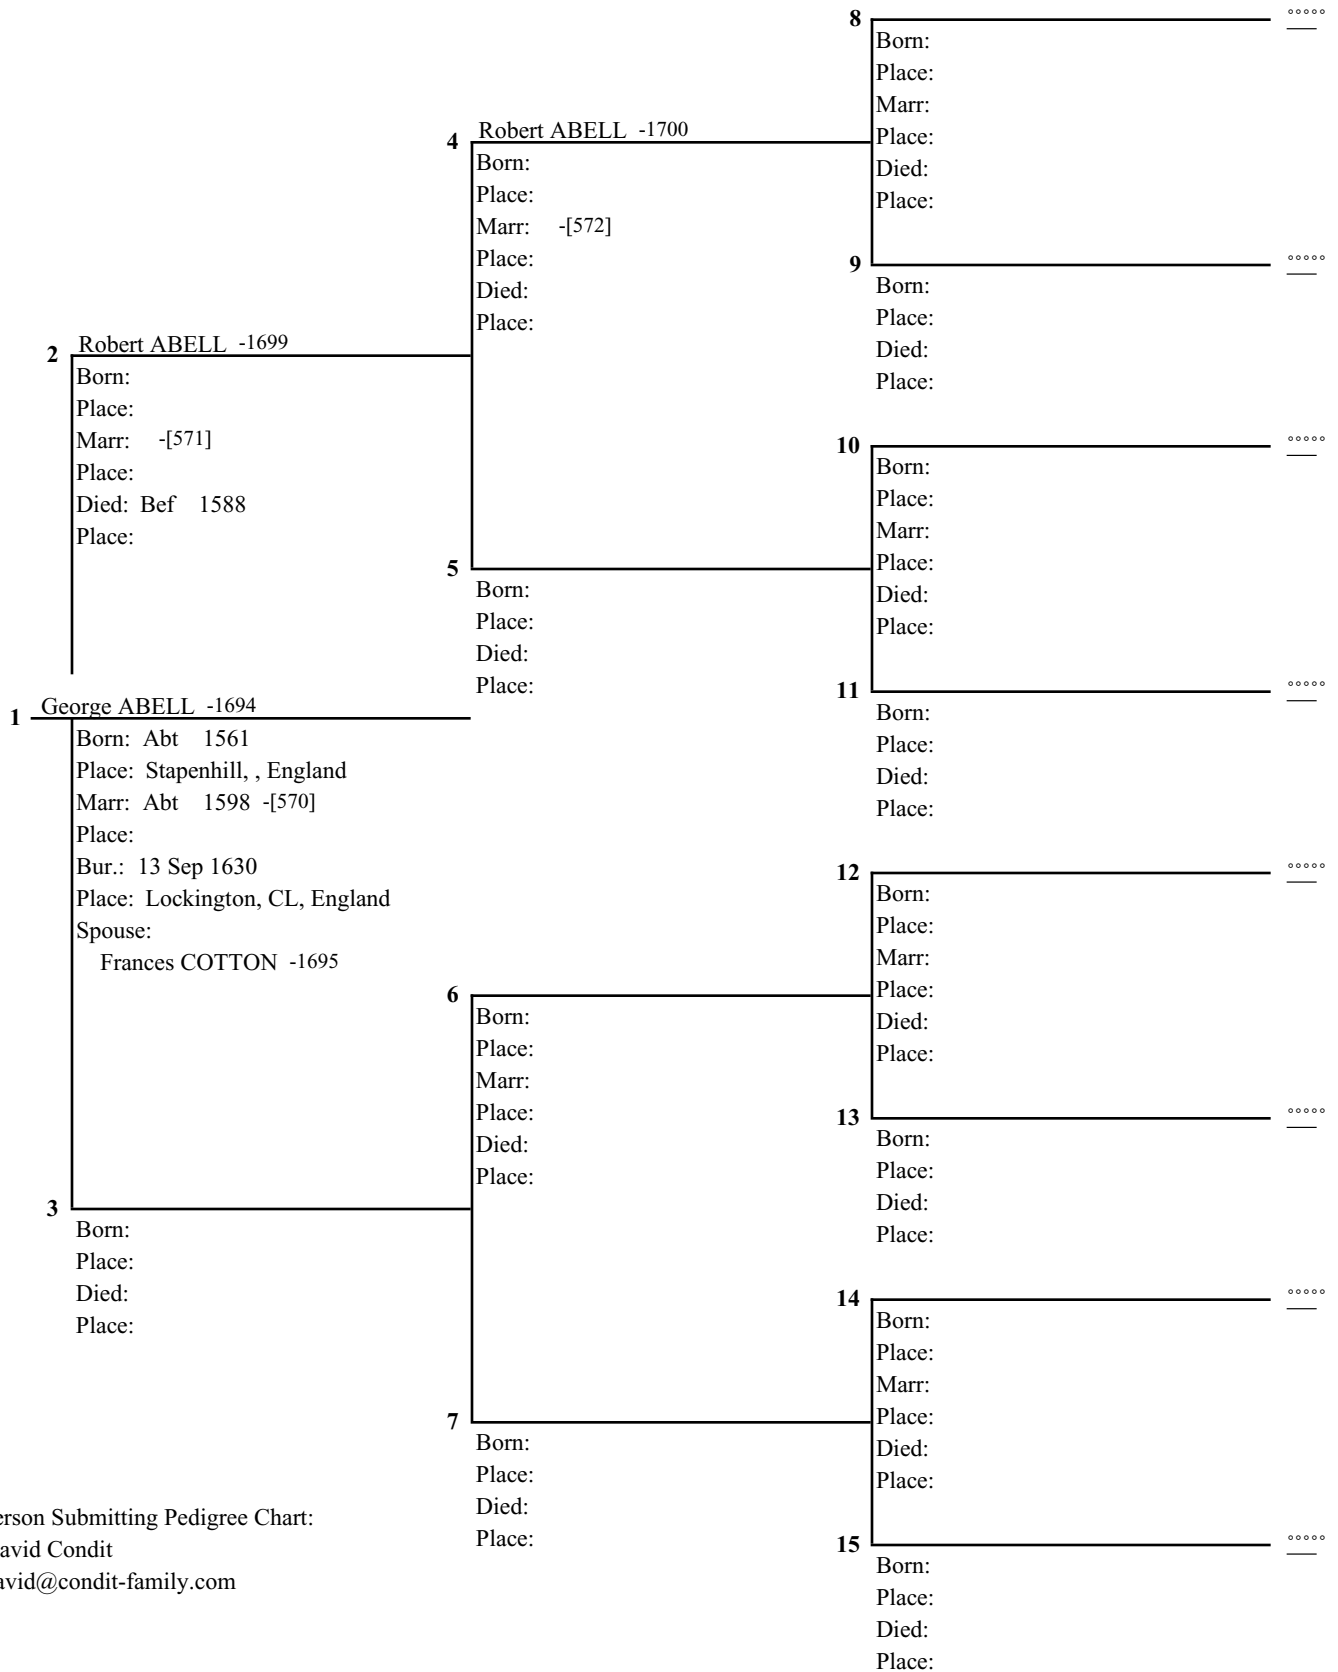 8
°°°°°
Born:
Place:
Marr:
Place:
Died:
Place:
4 Robert ABELL -1700
Born:
Place:
Marr: -[572]
Place:
Died:
Place:
9
°°°°°
Born:
Place:
Died:
Place:
2 Robert ABELL -1699
Born:
Place:
Marr: -[571]
Place:
Died: Bef 1588
Place:
10
°°°°°
Born:
Place:
Marr:
Place:
Died:
Place:
5
Born:
Place:
Died:
Place:
11
°°°°°
Born:
Place:
Died:
Place:
1 George ABELL -1694
Born: Abt 1561
Place: Stapenhill, , England
Marr: Abt 1598 -[570]
Place:
Bur.: 13 Sep 1630
Place: Lockington, CL, England
Spouse:
Frances COTTON -1695
12
°°°°°
Born:
Place:
Marr:
Place:
Died:
Place:
6
Born:
Place:
Marr:
Place:
Died:
Place:
13
°°°°°
Born:
Place:
Died:
Place:
3
Born:
Place:
Died:
Place:
14
°°°°°
Born:
Place:
Marr:
Place:
Died:
Place:
7
Born:
Place:
Died:
Place:
15
°°°°°
Born:
Place:
Died:
Place:
erson Submitting Pedigree Chart:
avid Condit
avid@condit-family.com